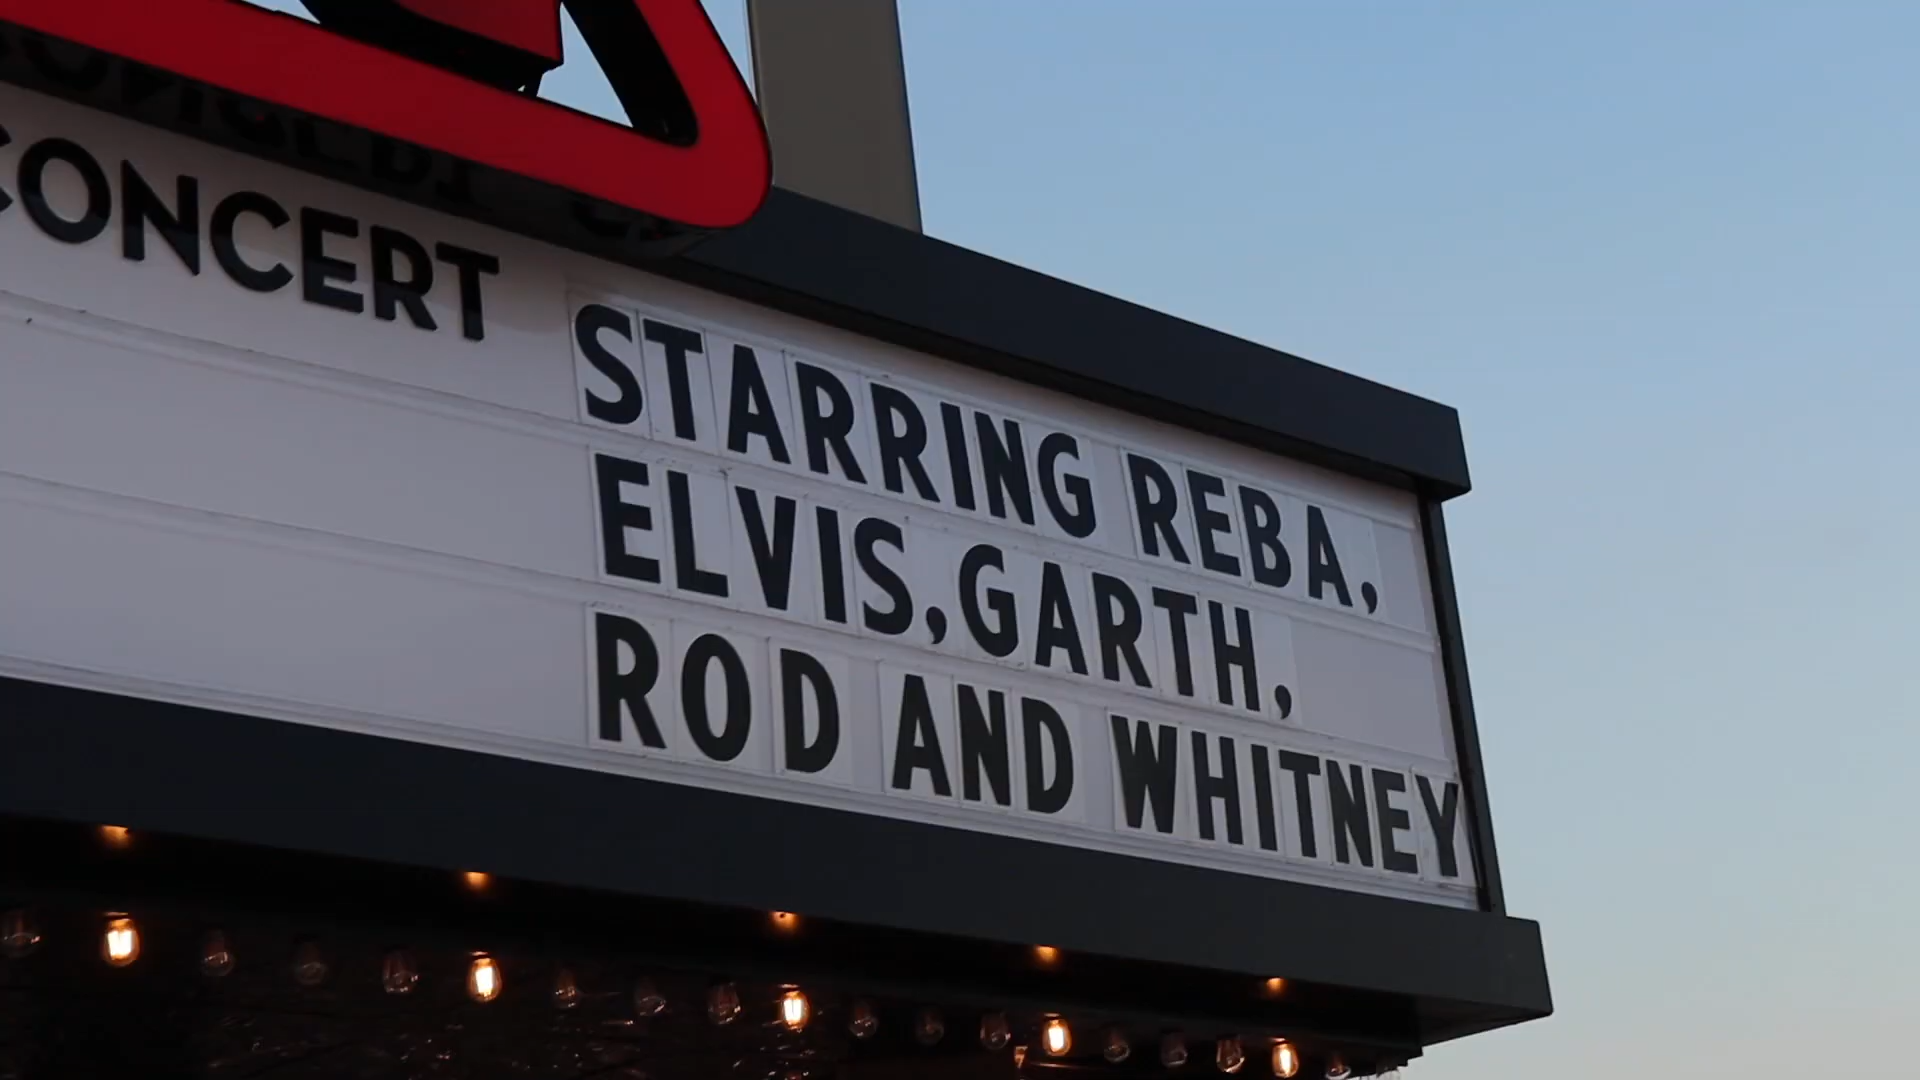 CONCERT
STARRING REBA,
ELVIS,GARTH,
ROD AND WHITNEY